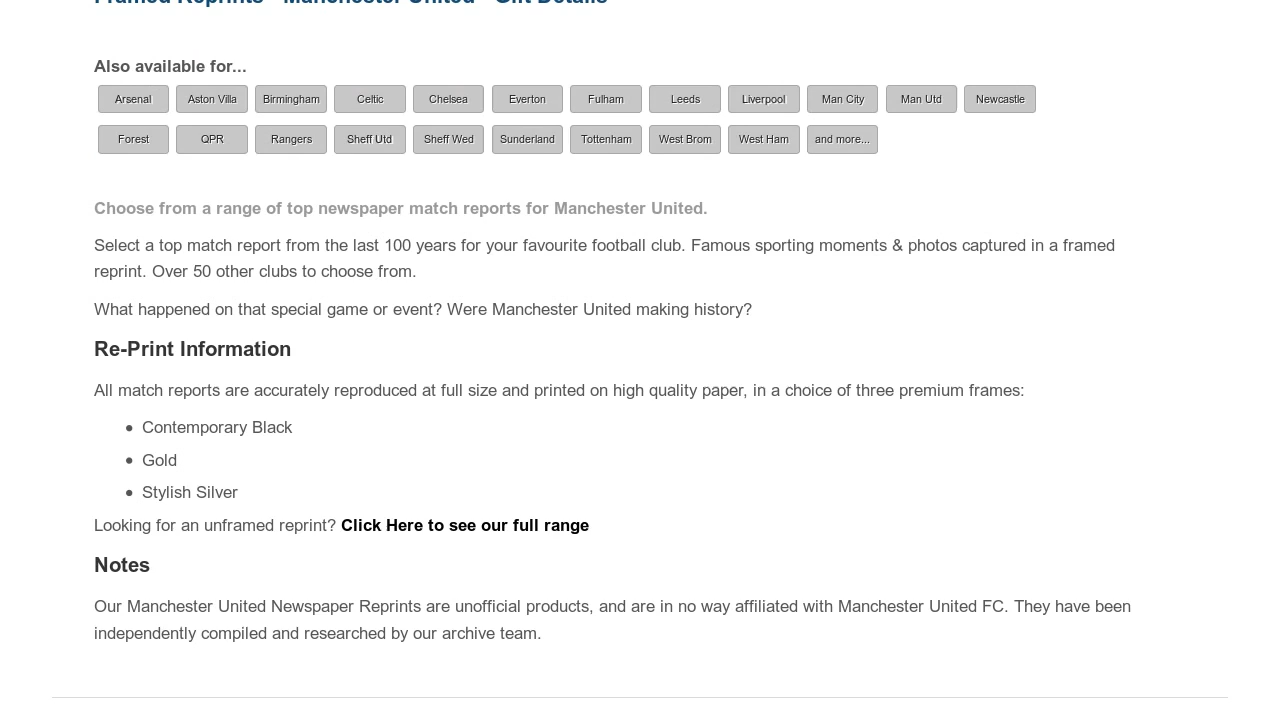 Framed Reprints - Manchester United - Gift Details
Also available for...
Arsenal Aston Villa Birmingham Celtic Chelsea Everton Fulham Leeds Liverpool Man City Man Utd Newcastle
Forest QPR Rangers Sheff Utd Sheff Wed Sunderland Tottenham West Brom West Ham and more...
Choose from a range of top newspaper match reports for Manchester United.
Select a top match report from the last 100 years for your favourite football club. Famous sporting moments & photos captured in a framed
reprint. Over 50 other clubs to choose from.
What happened on that special game or event? Were Manchester United making history?
Re-Print Information
All match reports are accurately reproduced at full size and printed on high quality paper, in a choice of three premium frames:
• Contemporary Black
• Gold
• Stylish Silver
Looking for an unframed reprint? Click Here to see our full range
Notes
Our Manchester United Newspaper Reprints are unofficial products, and are in no way affiliated with Manchester United FC. They have been
independently compiled and researched by our archive team.